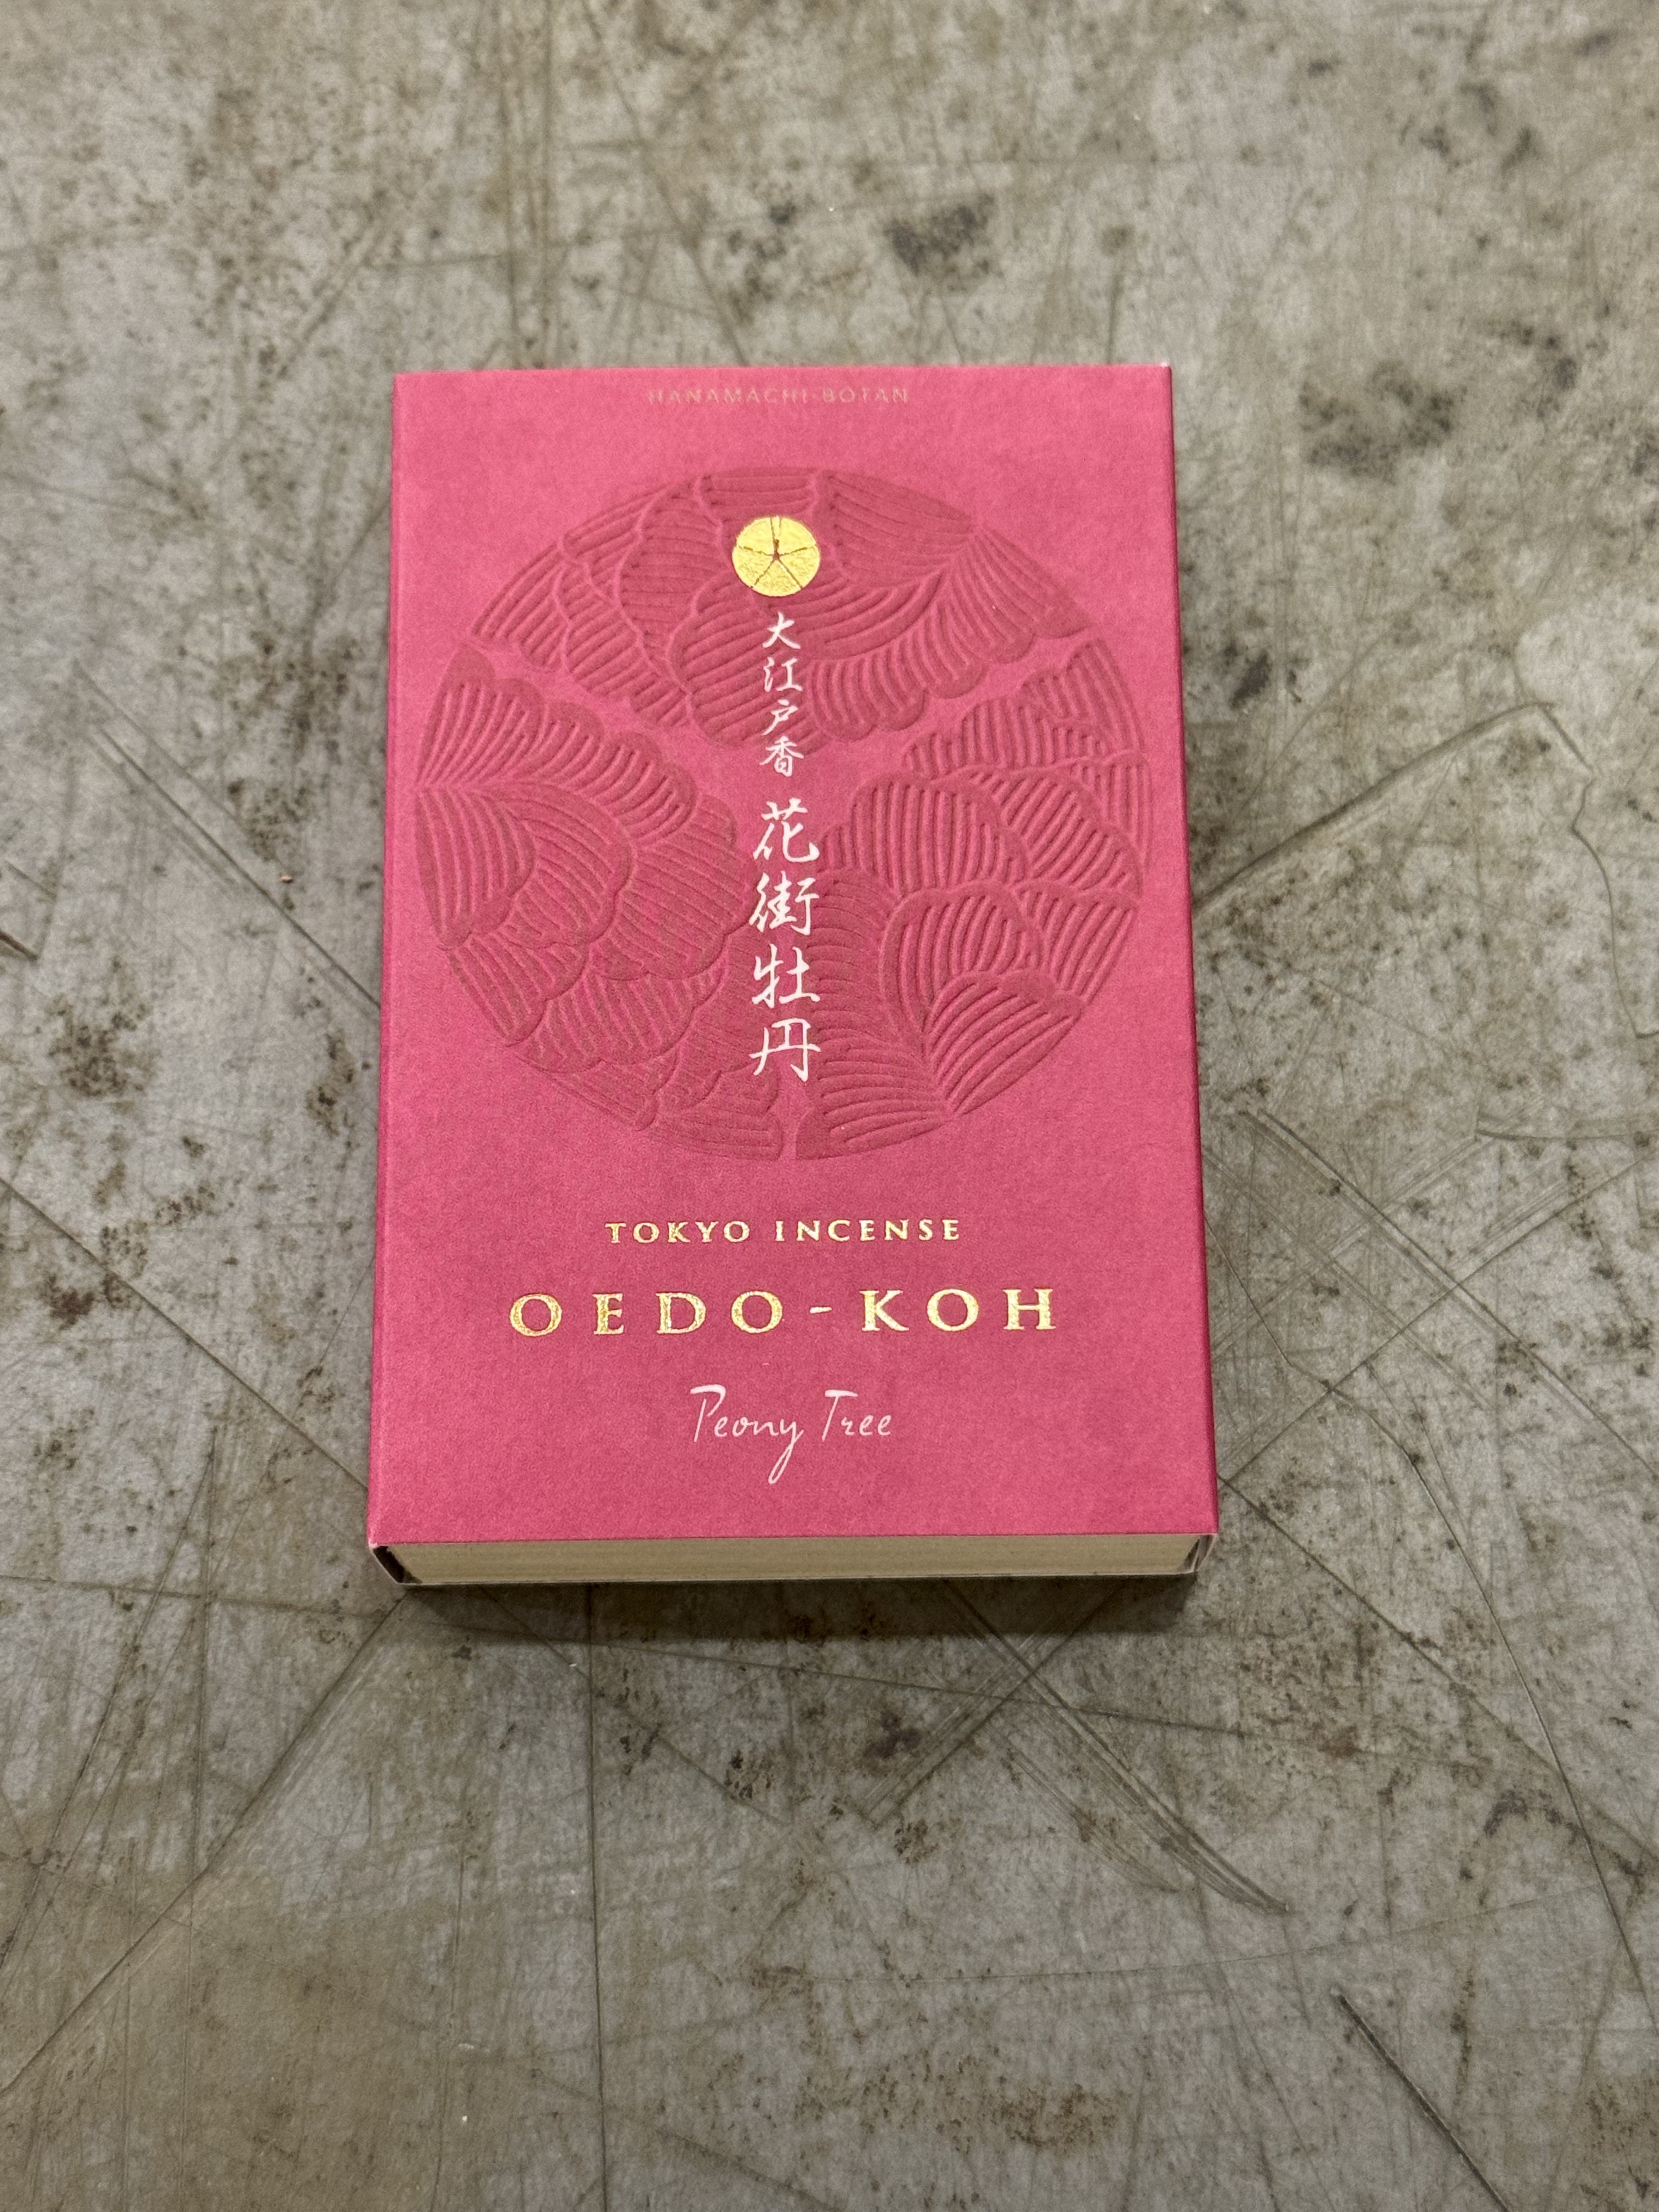 HANAMACHI-BOTAN
大江戸香
花街牡丹
TOKYO INCENSE
OEDO-KOH
Peony Tree